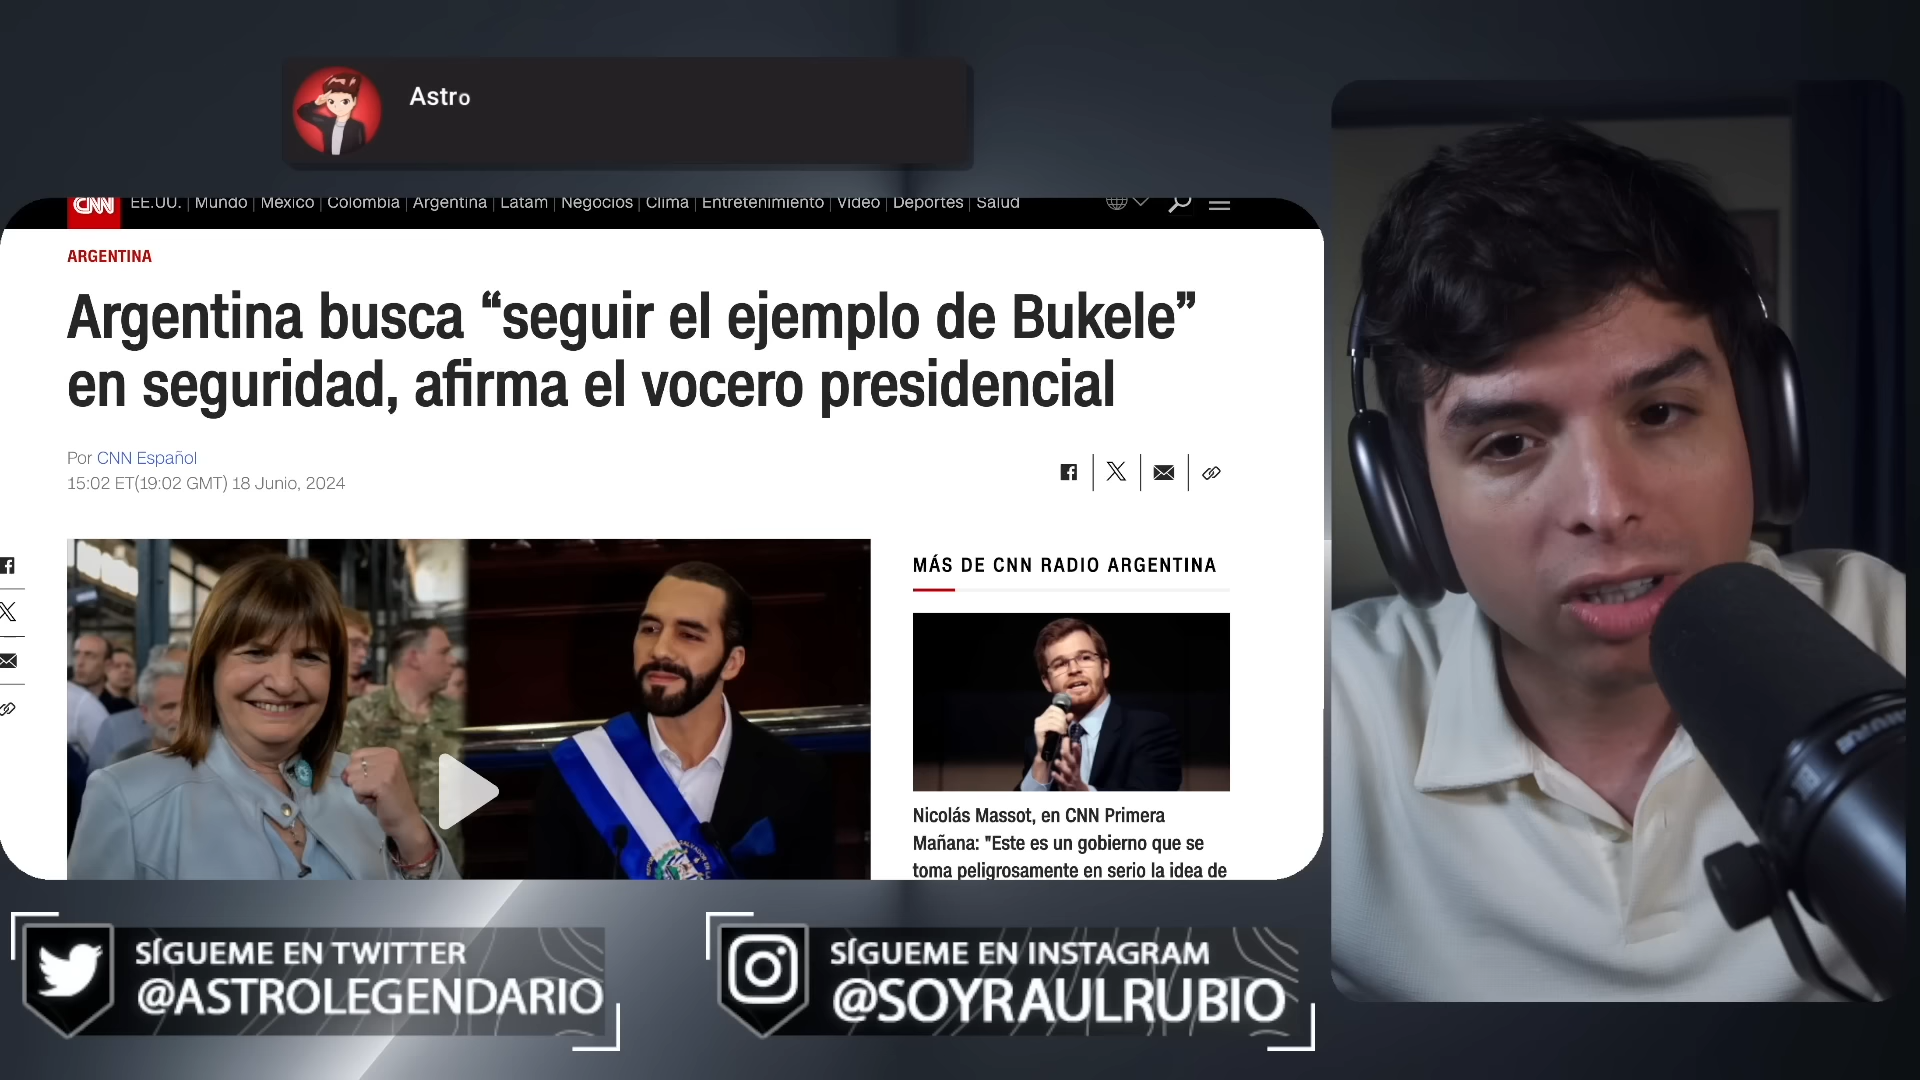 Astro
CNN
EE.UU. | Mundo | México | Colombia | Argentina | Latam | Negocios | Clima | Entretenimiento | Video | Deportes | Salud
ARGENTINA
Argentina busca “seguir el ejemplo de Bukele”
en seguridad, afirma el vocero presidencial
Por CNN Español
15:02 ET(19:02 GMT) 18 Junio, 2024
MÁS DE CNN RADIO ARGENTINA
Nicolás Massot, en CNN Primera
Mañana: "Este es un gobierno que se
toma peligrosamente en serio la idea de
SÍGUEME EN TWITTER
@ASTROLEGENDARIO
SÍGUEME EN INSTAGRAM
@SOYRAULRUBIO